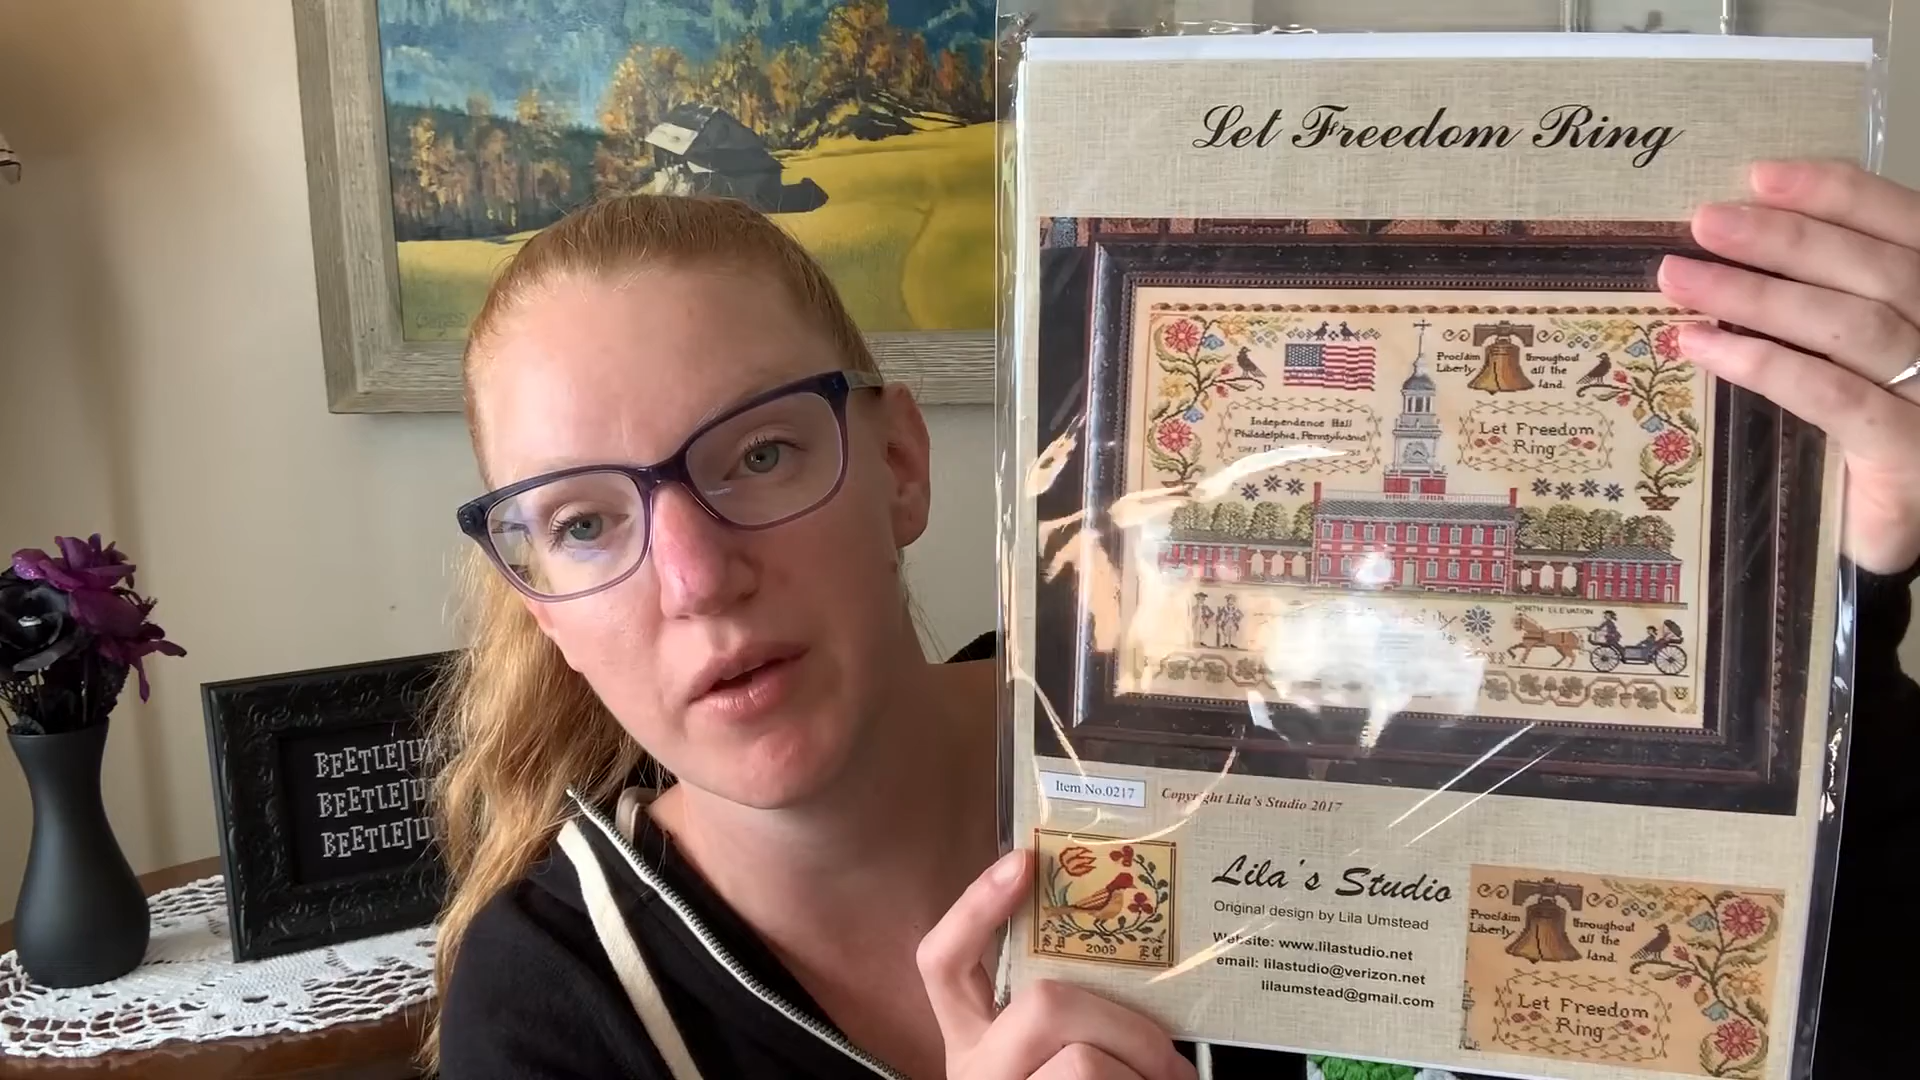 Let Freedom Ring
Proclaim throughout
Liberty all the
land.
Independence Hall
Philadelphia, Pennsylvania
Let Freedom
Ring
NORTH ELEVATION
BEETLEJU
BEETLEJU
BEETLEJU
Item No.0217
Copyright Lila's Studio 2017
Lila's Studio
Original design by Lila Umstead
Website: www.lilastudio.net
email: lilastudio@verizon.net
lilaumstead@gmail.com
2009
Proclaim throughout
Liberty all the
land.
Let Freedom
Ring